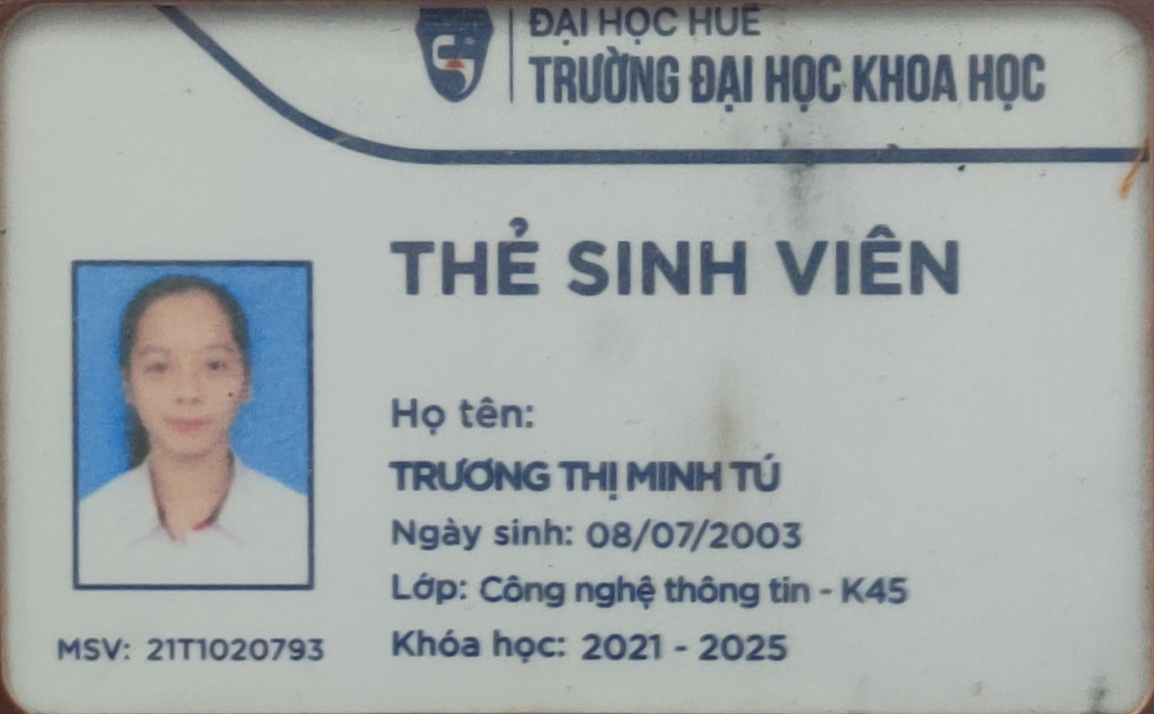 ĐẠI HỌC HUẾ
TRƯỜNG ĐẠI HỌC KHOA HỌC
THẺ SINH VIÊN
Họ tên:
TRƯƠNG THỊ MINH TÚ
Ngày sinh: 08/07/2003
Lớp: Công nghệ thông tin - K45
Khóa học: 2021 - 2025
MSV: 21T1020793